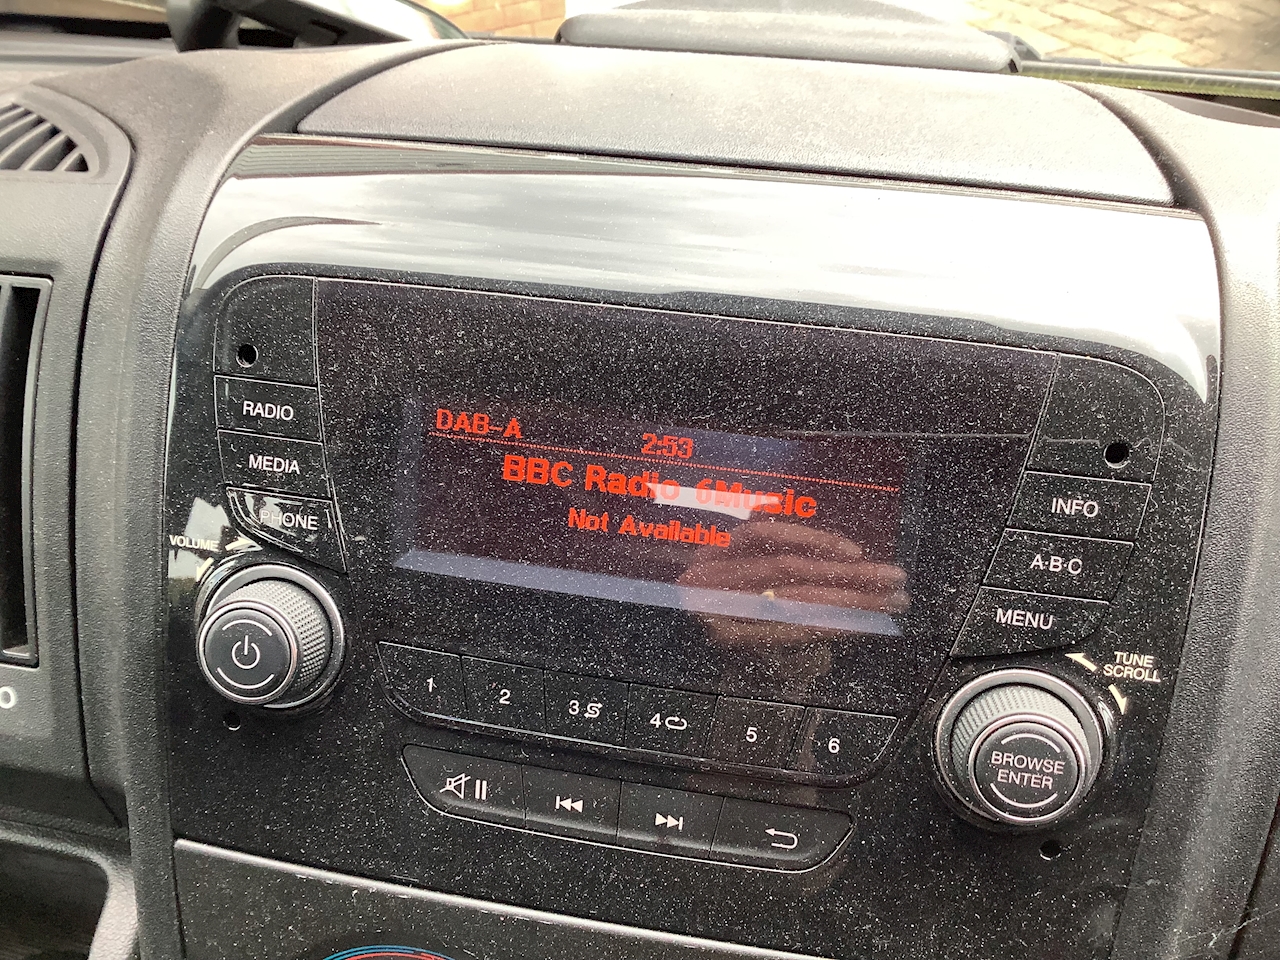 DAB-A
2:53
BBC Radio 6Music
Not Available
RADIO
MEDIA
PHONE
VOLUME
INFO
A·B·C
MENU
TUNE
SCROLL
BROWSE
ENTER
1
2
3
4
5
6
O